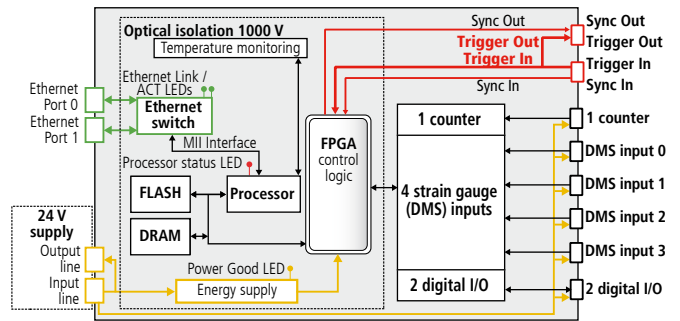 Optical isolation 1000 V
Temperature monitoring
Sync Out
Trigger Out
Trigger In
Sync In
Sync Out
Trigger Out
Trigger In
Sync In
Ethernet
Port 0
Ethernet
Port 1
Ethernet Link /
ACT LEDs
Ethernet
switch
MII Interface
Processor status LED
FLASH
Processor
DRAM
FPGA
control
logic
1 counter
4 strain gauge
(DMS) inputs
2 digital I/O
1 counter
DMS input 0
DMS input 1
DMS input 2
DMS input 3
2 digital I/O
24 V
supply
Output
line
Input
line
Power Good LED
Energy supply